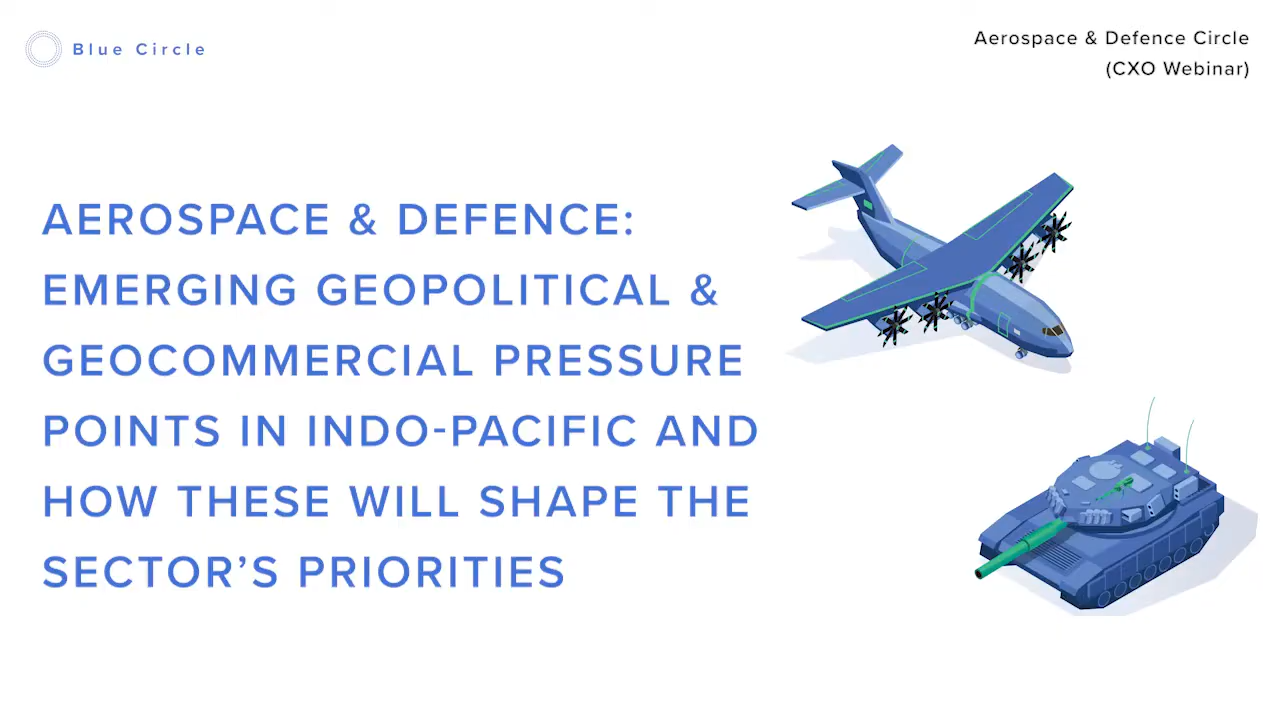 Blue Circle
Aerospace & Defence Circle
(CXO Webinar)
AEROSPACE & DEFENCE:
EMERGING GEOPOLITICAL &
GEOCOMMERCIAL PRESSURE
POINTS IN INDO-PACIFIC AND
HOW THESE WILL SHAPE THE
SECTOR’S PRIORITIES